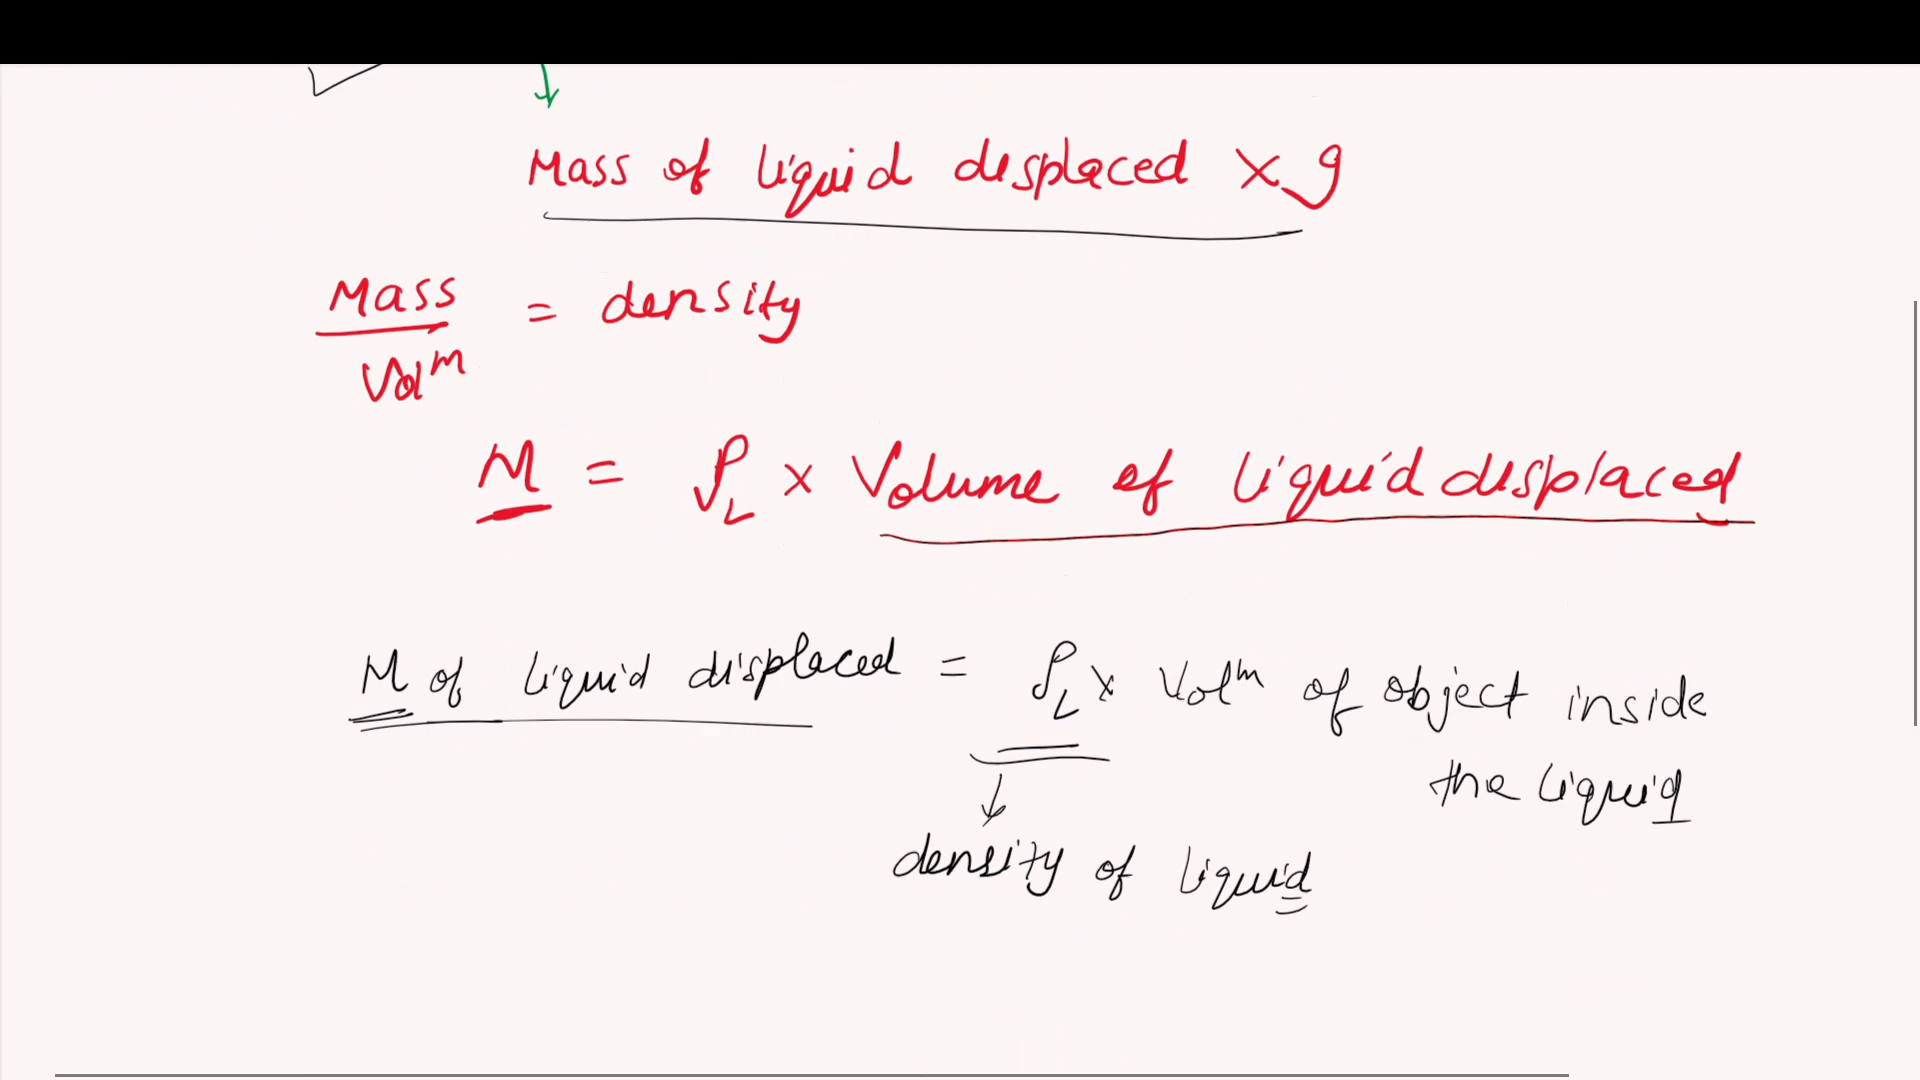 Mass of liquid displaced × g
Mass
= density
Volᵐ
M = ρL × Volume of liquid displaced
M of liquid displaced = ρL × Volᵐ of object inside
the liquid
density of liquid